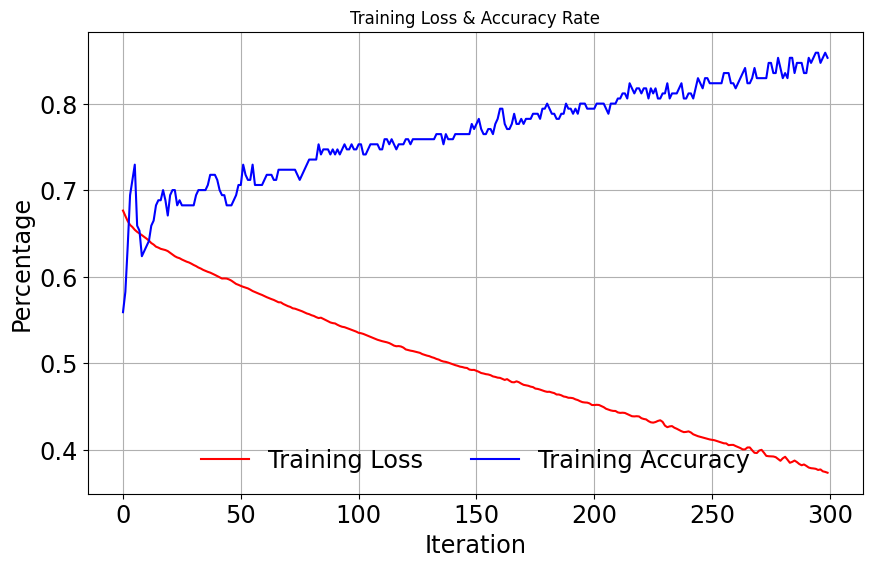 Training Loss & Accuracy Rate
Percentage
0.8
0.7
0.6
0.5
0.4
Training Loss
Training Accuracy
0 50 100 150 200 250 300
Iteration